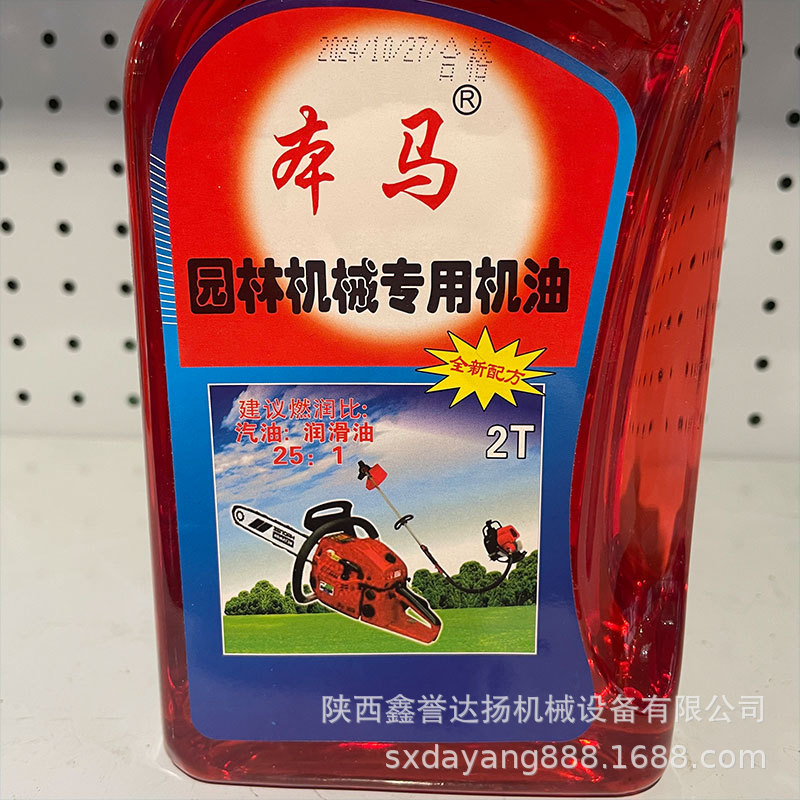 2024/10/27/合格
本马®
园林机械专用机油
全新配方
建议燃润比:
汽油: 润滑油
25: 1
2T
陕西鑫誉达扬机械设备有限公司
sxdayang888.1688.com